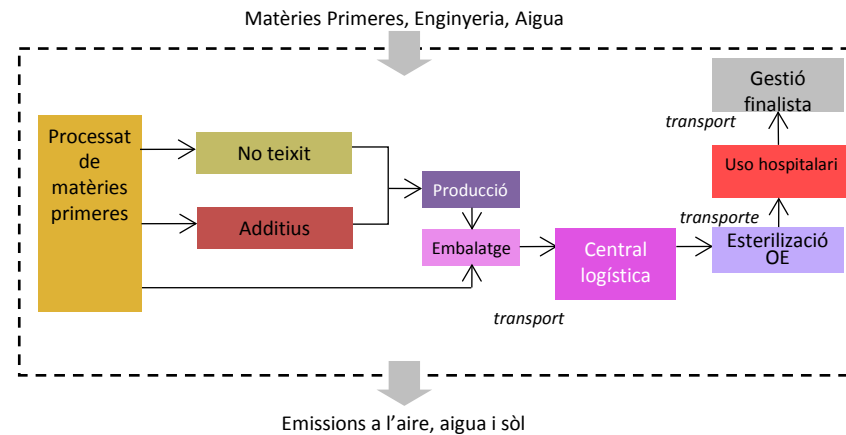 Matèries Primeres, Enginyeria, Aigua
Gestió
finalista
transport
Processat
de
matèries
primeres
No teixit
Uso hospitalari
Producció
Additius
transporte
Embalatge
Central
logística
Esterilizació
OE
transport
Emissions a l'aire, aigua i sòl